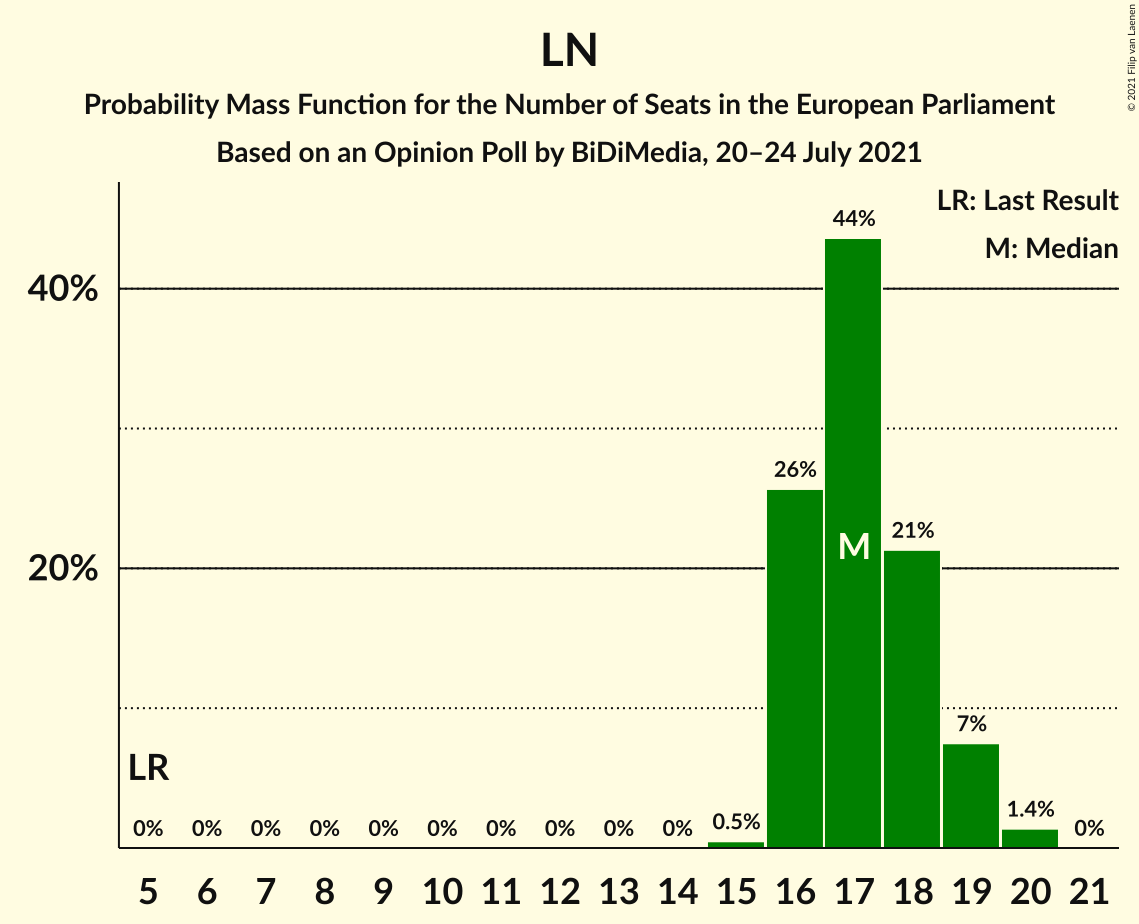 LN
Probability Mass Function for the Number of Seats in the European Parliament
Based on an Opinion Poll by BiDiMedia, 20–24 July 2021
© 2021 Filip van Laenen
LR: Last Result
M: Median
40%
20%
44%
26%
M
21%
7%
LR
0% 0% 0% 0% 0% 0% 0% 0% 0% 0% 0.5% 1.4% 0%
5 6 7 8 9 10 11 12 13 14 15 16 17 18 19 20 21